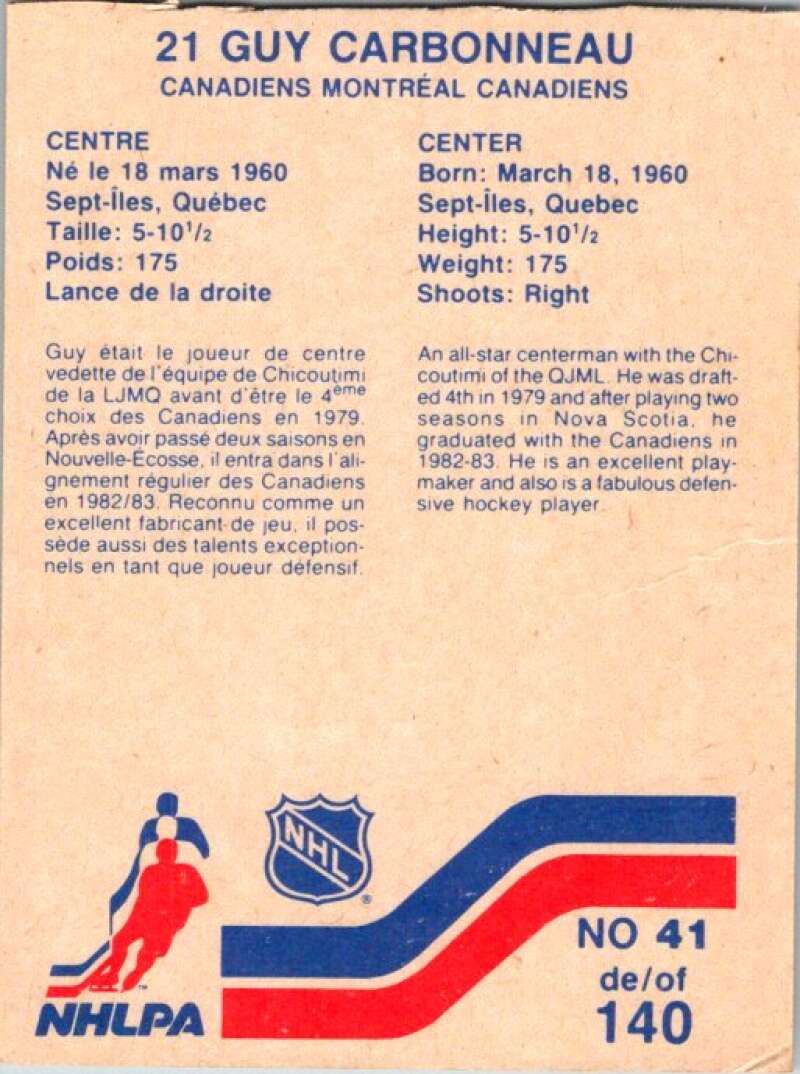 21 GUY CARBONNEAU
CANADIENS MONTRÉAL CANADIENS
CENTRE
Né le 18 mars 1960
Sept-Îles, Québec
Taille: 5-10 1/2
Poids: 175
Lance de la droite
CENTER
Born: March 18, 1960
Sept-Îles, Quebec
Height: 5-10 1/2
Weight: 175
Shoots: Right
Guy était le joueur de centre
vedette de l'équipe de Chicoutimi
de la LJMQ avant d'être le 4ème
choix des Canadiens en 1979.
Après avoir passé deux saisons en
Nouvelle-Écosse, il entra dans l'ali-
gnement régulier des Canadiens
en 1982/83. Reconnu comme un
excellent fabricant de jeu, il pos-
sède aussi des talents exception-
nels en tant que joueur défensif.
An all-star centerman with the Chi-
coutimi of the QJML. He was draft-
ed 4th in 1979 and after playing two
seasons in Nova Scotia, he
graduated with the Canadiens in
1982-83. He is an excellent play-
maker and also is a fabulous defen-
sive hockey player.
NHL
®
NO 41
de/of
140
™
NHLPA